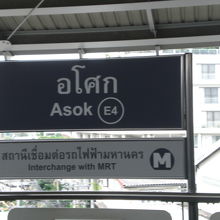 อโศก
Asok E4
สถานีเชื่อมต่อรถไฟฟ้ามหานคร
Interchange with MRT M